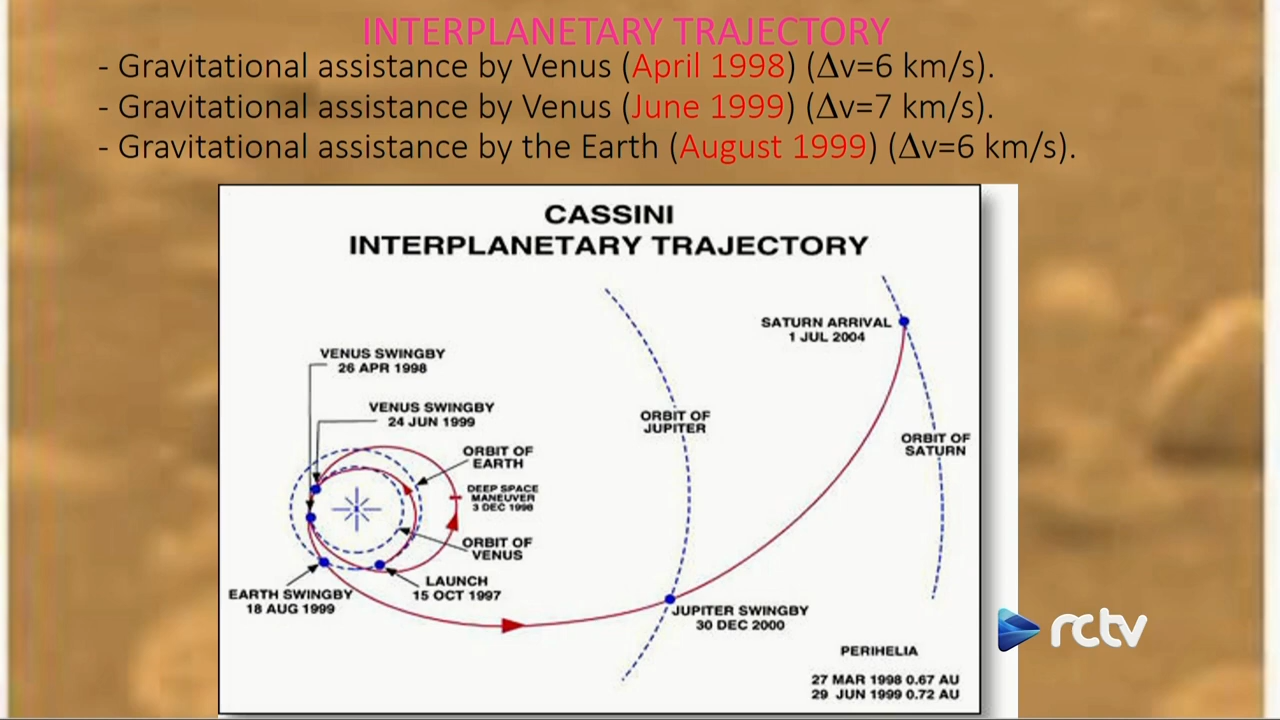 INTERPLANETARY TRAJECTORY
- Gravitational assistance by Venus (April 1998) (Δv=6 km/s).
- Gravitational assistance by Venus (June 1999) (Δv=7 km/s).
- Gravitational assistance by the Earth (August 1999) (Δv=6 km/s).
CASSINI
INTERPLANETARY TRAJECTORY
SATURN ARRIVAL
1 JUL 2004
VENUS SWINGBY
26 APR 1998
VENUS SWINGBY
24 JUN 1999
ORBIT OF
JUPITER
ORBIT OF
SATURN
ORBIT OF
EARTH
DEEP SPACE
MANEUVER
3 DEC 1998
ORBIT OF
VENUS
LAUNCH
15 OCT 1997
EARTH SWINGBY
18 AUG 1999
JUPITER SWINGBY
30 DEC 2000
rctv
PERIHELIA
27 MAR 1998 0.67 AU
29 JUN 1999 0.72 AU